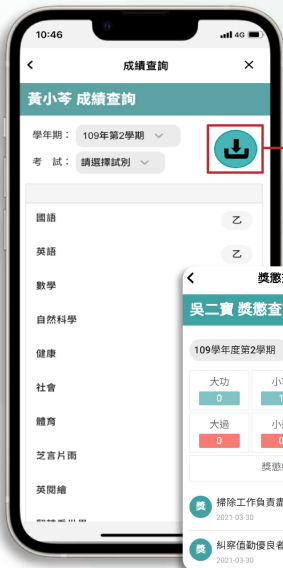 10:46
4G
成績查詢
黃小芩 成績查詢
學年期： 109年第2學期
考　試： 請選擇試別
國語 乙
英語 乙
數學
自然科學
健康
社會
體育
芝言片雨
英閱繪
吳二寶 獎懲查
109學年度第2學期
大功
0
大過
0
獎 掃除工作負責盡
2021-03-30
獎 糾察值勤優良者
2021-03-30